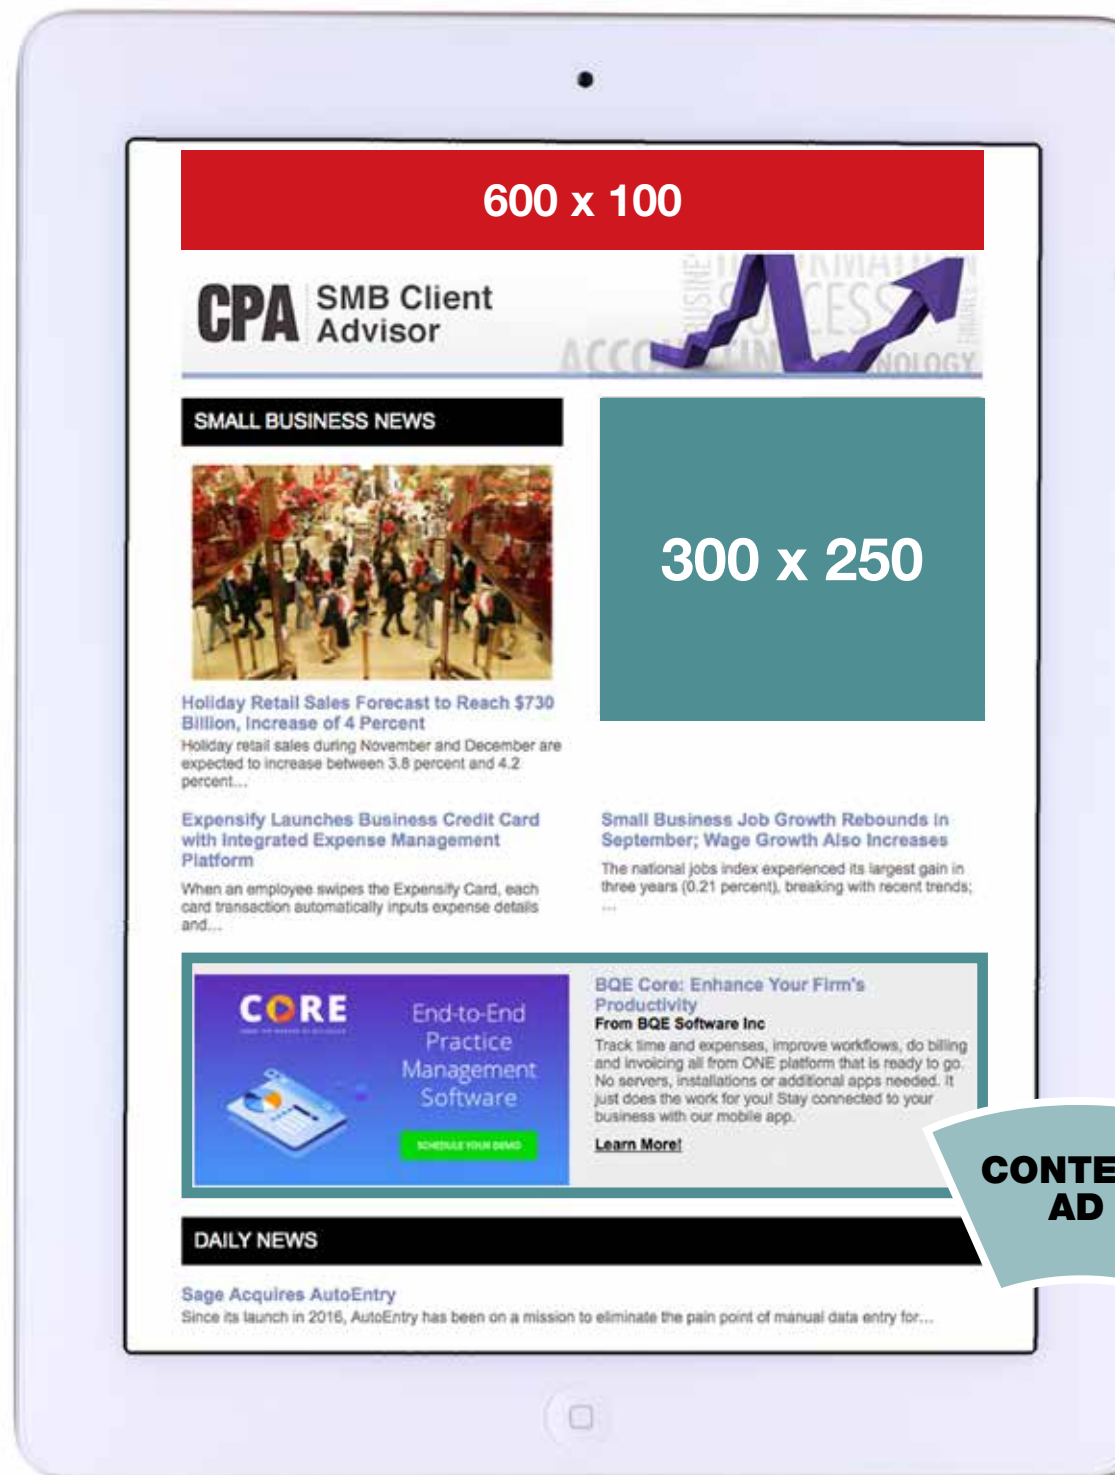 600 x 100
CPA SMB Client
Advisor
ACCOUNTIN
NOLOGY
SMALL BUSINESS NEWS
300 x 250
Holiday Retail Sales Forecast to Reach $730
Billion, Increase of 4 Percent
Holiday retail sales during November and December are
expected to increase between 3.8 percent and 4.2
percent...
Expensify Launches Business Credit Card
with Integrated Expense Management
Platform
When an employee swipes the Expensify Card, each
card transaction automatically inputs expense details
and...
Small Business Job Growth Rebounds in
September; Wage Growth Also Increases
The national jobs index experienced its largest gain in
three years (0.21 percent), breaking with recent trends;
...
CORE
End-to-End
Practice
Management
Software
SCHEDULE YOUR DEMO
BQE Core: Enhance Your Firm's
Productivity
From BQE Software Inc
Track time and expenses, improve workflows, do billing
and invoicing all from ONE platform that is ready to go.
No servers, installations or additional apps needed. It
just does the work for you! Stay connected to your
business with our mobile app.
Learn More!
CONTE
AD
DAILY NEWS
Sage Acquires AutoEntry
Since its launch in 2016, AutoEntry has been on a mission to eliminate the pain point of manual data entry for...